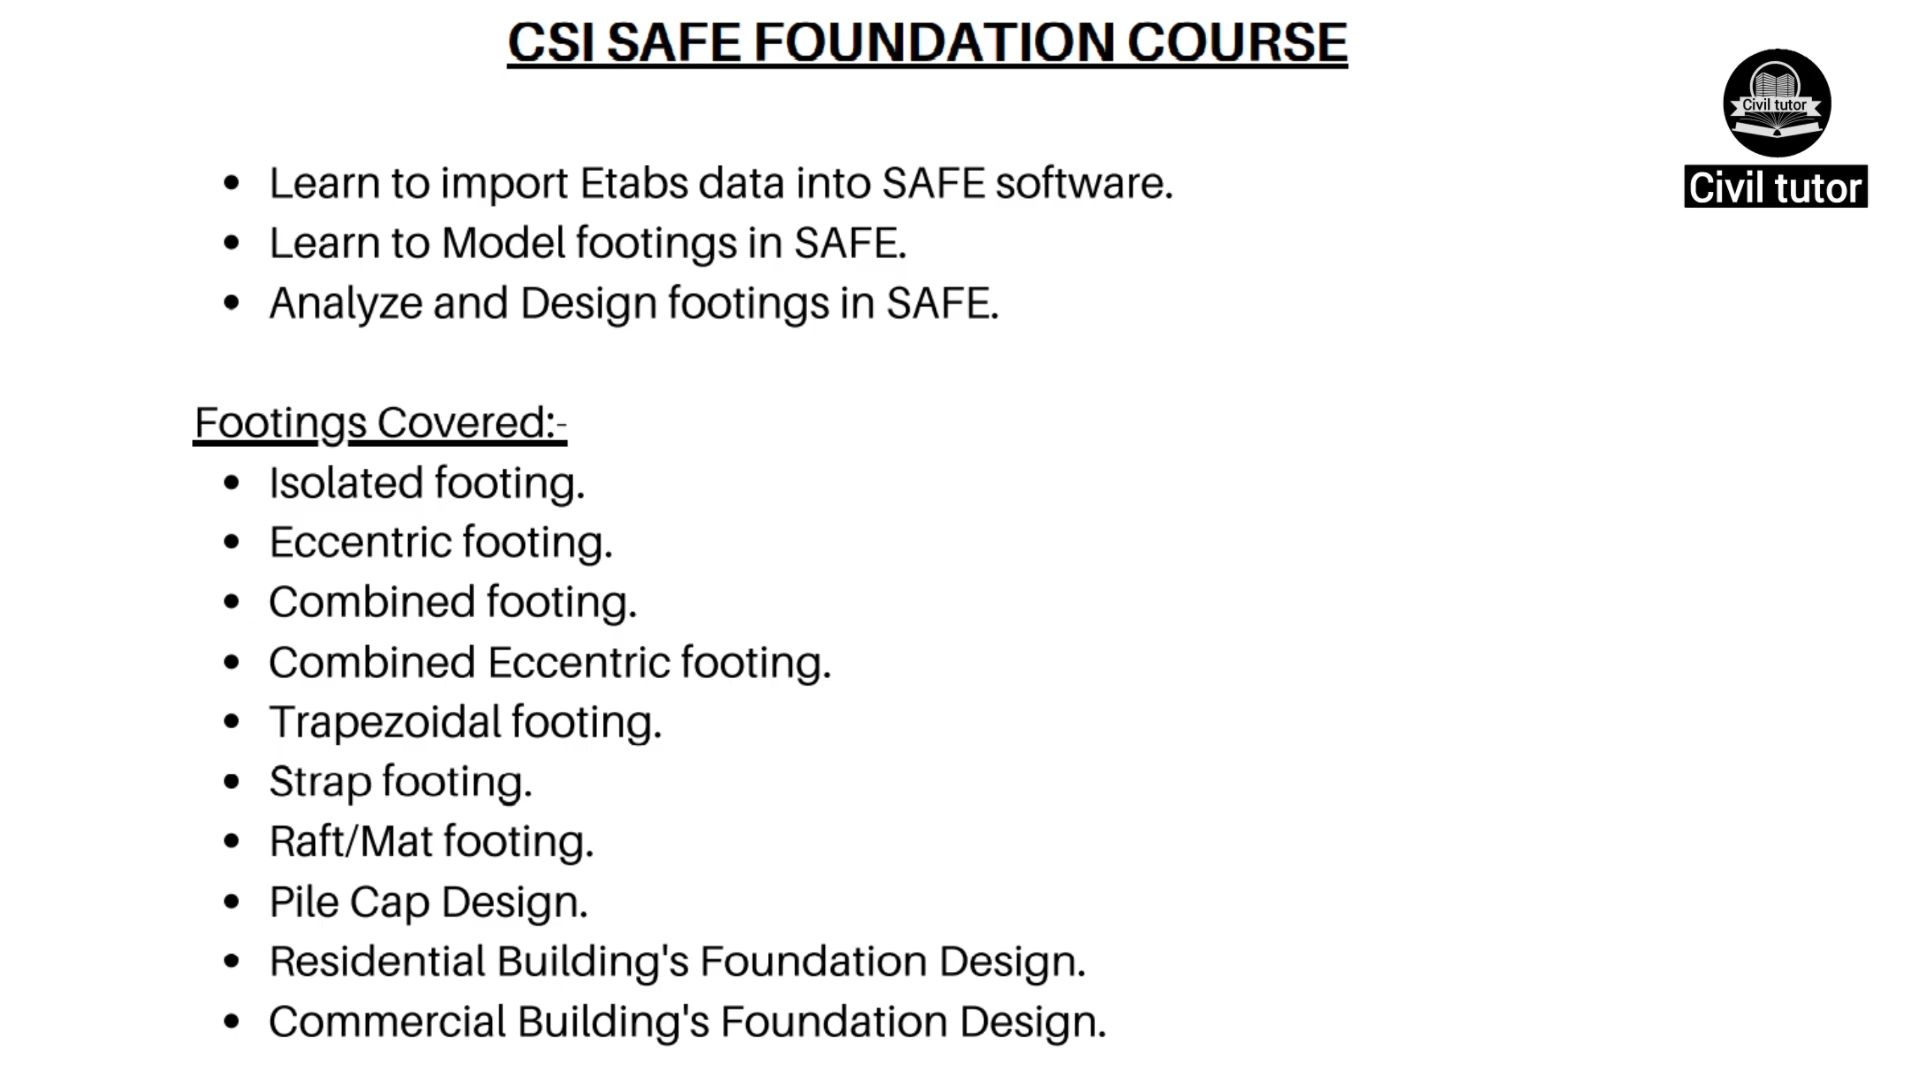 CSI SAFE FOUNDATION COURSE
Civil tutor
Civil tutor
• Learn to import Etabs data into SAFE software.
• Learn to Model footings in SAFE.
• Analyze and Design footings in SAFE.
Footings Covered:-
• Isolated footing.
• Eccentric footing.
• Combined footing.
• Combined Eccentric footing.
• Trapezoidal footing.
• Strap footing.
• Raft/Mat footing.
• Pile Cap Design.
• Residential Building's Foundation Design.
• Commercial Building's Foundation Design.